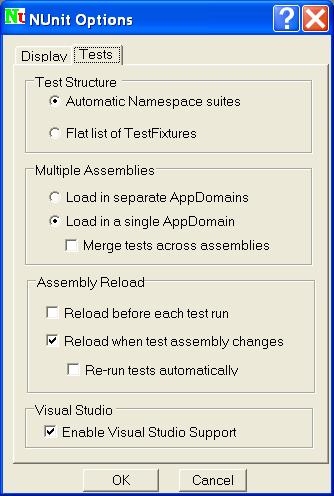 Nu NUnit Options ? X
Display Tests
Test Structure
Automatic Namespace suites
Flat list of TestFixtures
Multiple Assemblies
Load in separate AppDomains
Load in a single AppDomain
Merge tests across assemblies
Assembly Reload
Reload before each test run
Reload when test assembly changes
Re-run tests automatically
Visual Studio
Enable Visual Studio Support
OK Cancel